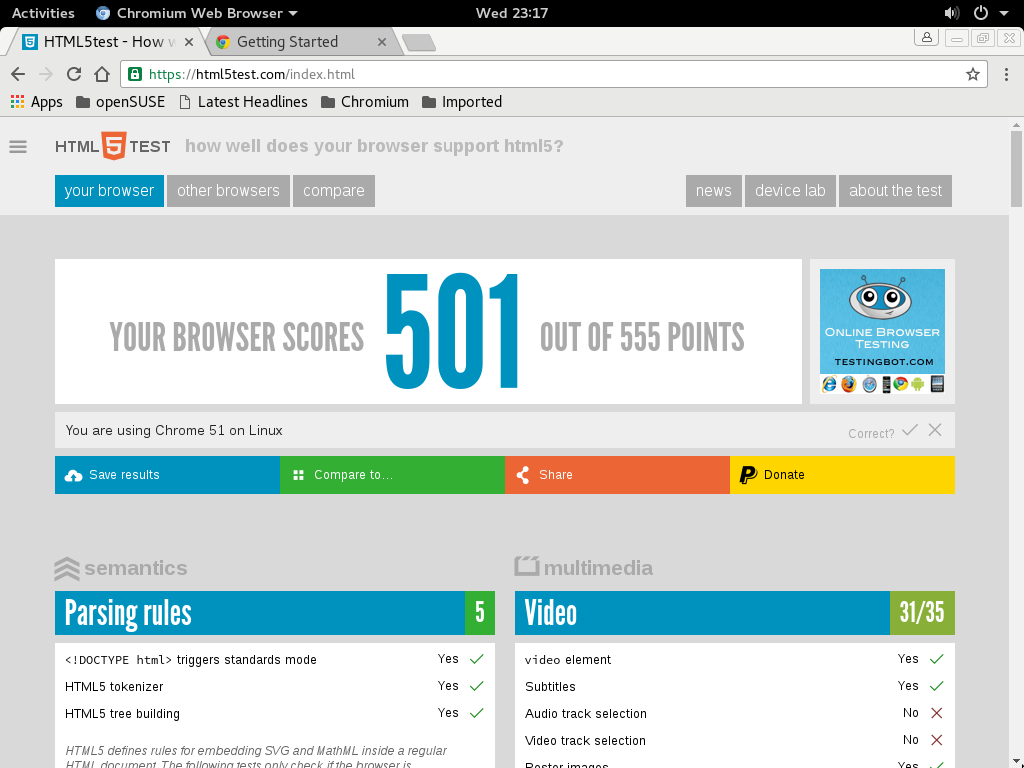 Activities Chromium Web Browser Wed 23:17
HTML5test - How w Getting Started
https://html5test.com/index.html
Apps openSUSE Latest Headlines Chromium Imported
HTML 5 TEST how well does your browser support html5?
your browser other browsers compare news device lab about the test
YOUR BROWSER SCORES 501 OUT OF 555 POINTS
ONLINE BROWSER
TESTING
TESTINGBOT.COM
You are using Chrome 51 on Linux Correct?
Save results Compare to... Share Donate
semantics multimedia
Parsing rules 5
<!DOCTYPE html> triggers standards mode Yes
HTML5 tokenizer Yes
HTML5 tree building Yes
HTML5 defines rules for embedding SVG and MathML inside a regular
HTML document. The following tests only check if the browser is
Video 31/35
video element Yes
Subtitles Yes
Audio track selection No
Video track selection No
Poster images Yes